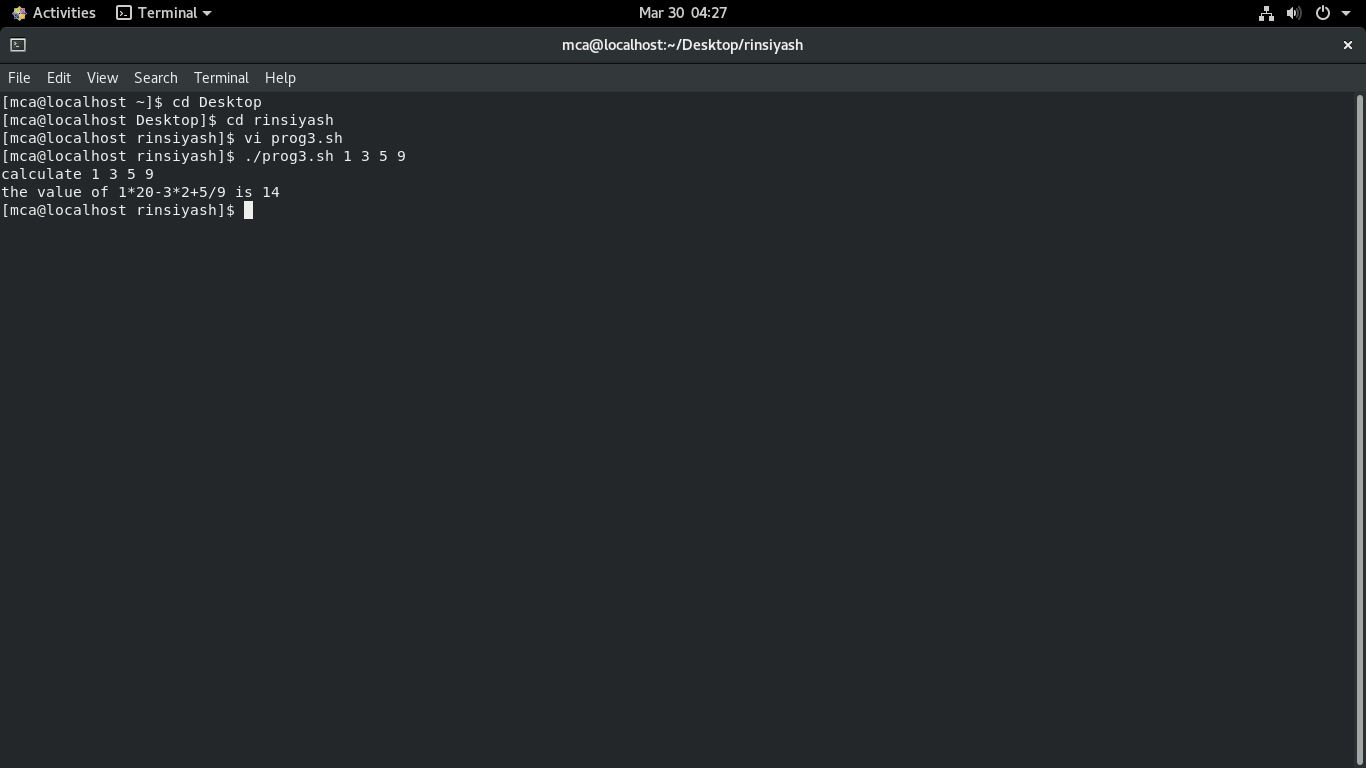 Activities Terminal Mar 30 04:27
mca@localhost:~/Desktop/rinsiyash
File Edit View Search Terminal Help
[mca@localhost ~]$ cd Desktop
[mca@localhost Desktop]$ cd rinsiyash
[mca@localhost rinsiyash]$ vi prog3.sh
[mca@localhost rinsiyash]$ ./prog3.sh 1 3 5 9
calculate 1 3 5 9
the value of 1*20-3*2+5/9 is 14
[mca@localhost rinsiyash]$